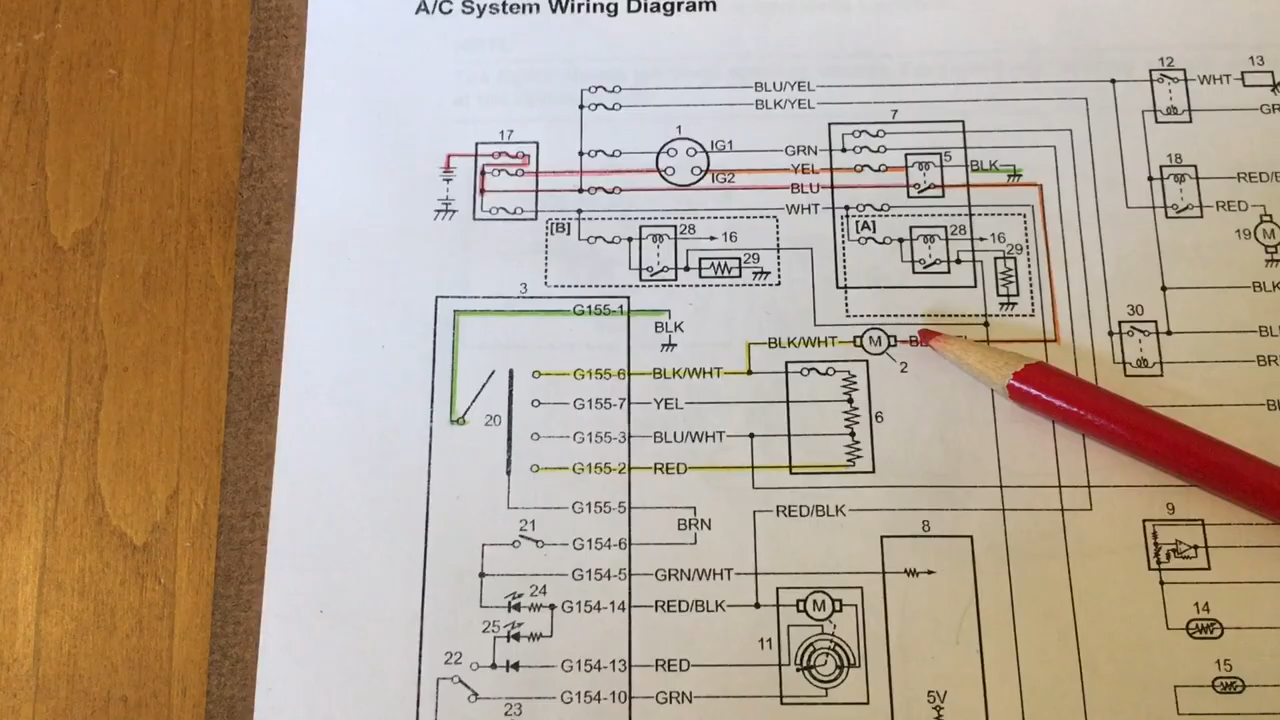 A/C System Wiring Diagram
12
13
BLU/YEL
WHT
BLK/YEL
7
17
1
IG1
GRN
5
18
YEL
BLK
IG2
BLU
WHT
RED
[B]
28
16
29
[A]
28
16
29
19
M
3
G155-1
BLK
BLK
30
BLK/WHT
M
2
G155-6
BLK/WHT
G155-7
YEL
6
20
G155-3
BLU/WHT
G155-2
RED
G155-5
RED/BLK
BRN
9
21
8
G154-6
G154-5
GRN/WHT
24
G154-14
RED/BLK
M
14
25
11
22
G154-13
RED
15
G154-10
GRN
23
5V